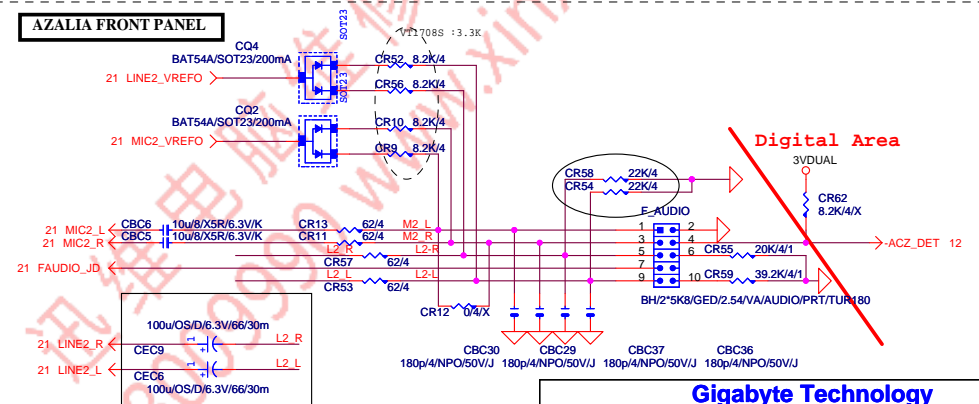 AZALIA FRONT PANEL
SOT23
VT1708S :3.3K
CQ4
BAT54A/SOT23/200mA
CR52 8.2K/4
21 LINE2_VREFO
CR56 8.2K/4
SOT23
CQ2
BAT54A/SOT23/200mA
CR10 8.2K/4
21 MIC2_VREFO
CR9 8.2K/4
Digital Area
3VDUAL
CR58 22K/4
CR54 22K/4
CR62
8.2K/4/X
F_AUDIO
21 MIC2_L CBC6 10u/8/X5R/6.3V/K CR13 62/4 M2_L 1 2
21 MIC2_R CBC5 10u/8/X5R/6.3V/K CR11 62/4 M2_R 3 4
-ACZ_DET 12
L2_R L2-R 5 6 CR55 20K/4/1
CR57 62/4
21 FAUDIO_JD 7
L2_L L2-L 9 10 CR59 39.2K/4/1
CR53 62/4
BH/2*5K8/GED/2.54/VA/AUDIO/PRT/TUR180
CR12 0/4/X
100u/OS/D/6.3V/66/30m
21 LINE2_R 1 + L2_R
CEC9
CBC30 CBC29 CBC37 CBC36
180p/4/NPO/50V/J 180p/4/NPO/50V/J 180p/4/NPO/50V/J 180p/4/NPO/50V/J
21 LINE2_L 1 + L2_L
CEC6
100u/OS/D/6.3V/66/30m
Gigabyte Technology